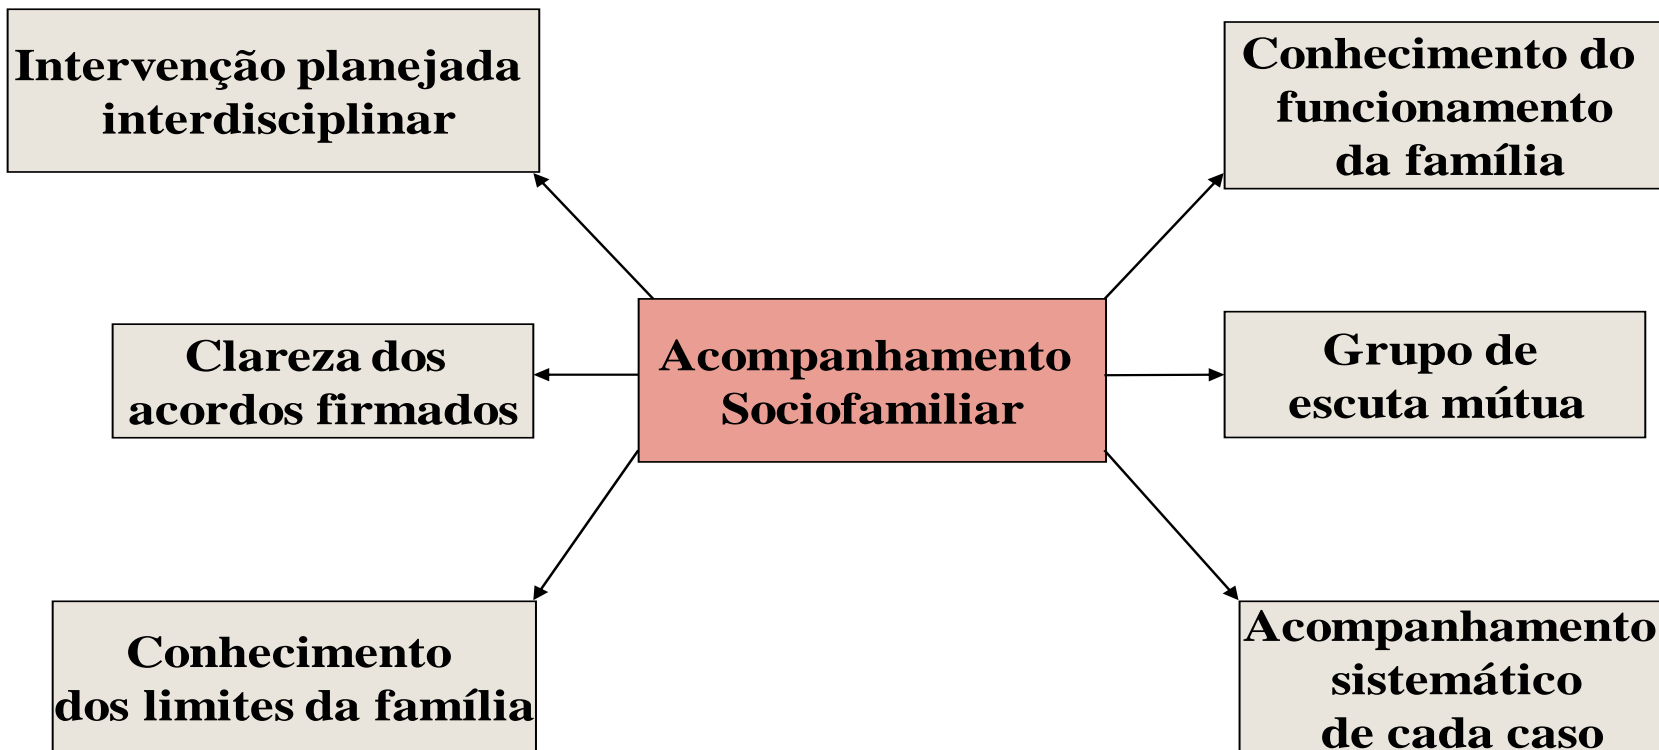 Intervenção planejada
interdisciplinar
Conhecimento do
funcionamento
da família
Clareza dos
acordos firmados
Acompanhamento
Sociofamiliar
Grupo de
escuta mútua
Conhecimento
dos limites da família
Acompanhamento
sistemático
de cada caso